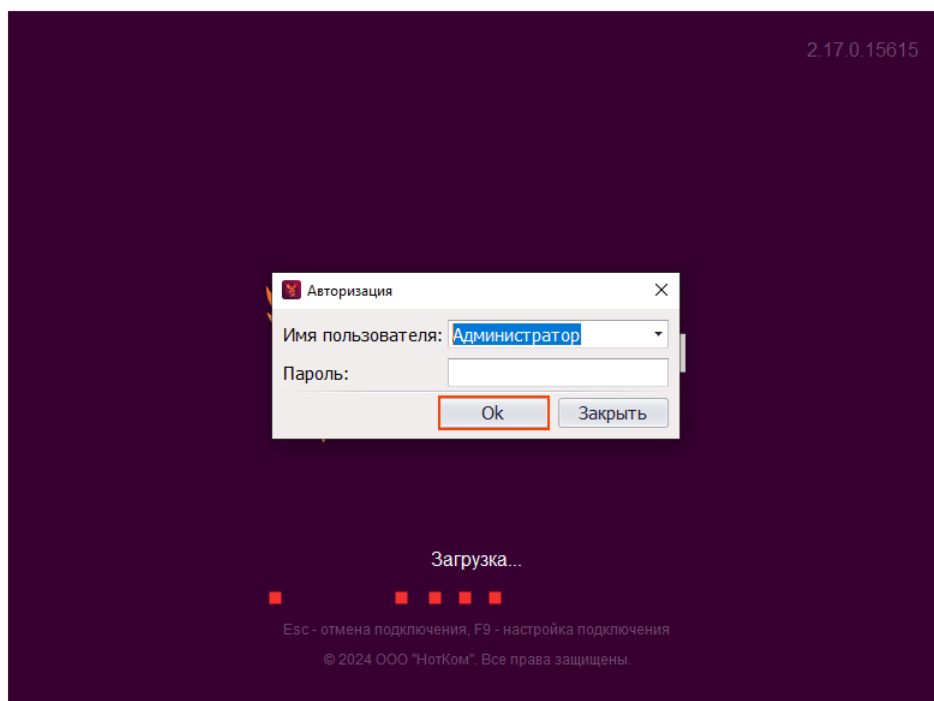 2.17.0.15615
Авторизация
Имя пользователя: Администратор
Пароль:
Ok Закрыть
Загрузка...
Esc - отмена подключения, F9 - настройка подключения
© 2024 ООО "НотКом". Все права защищены.